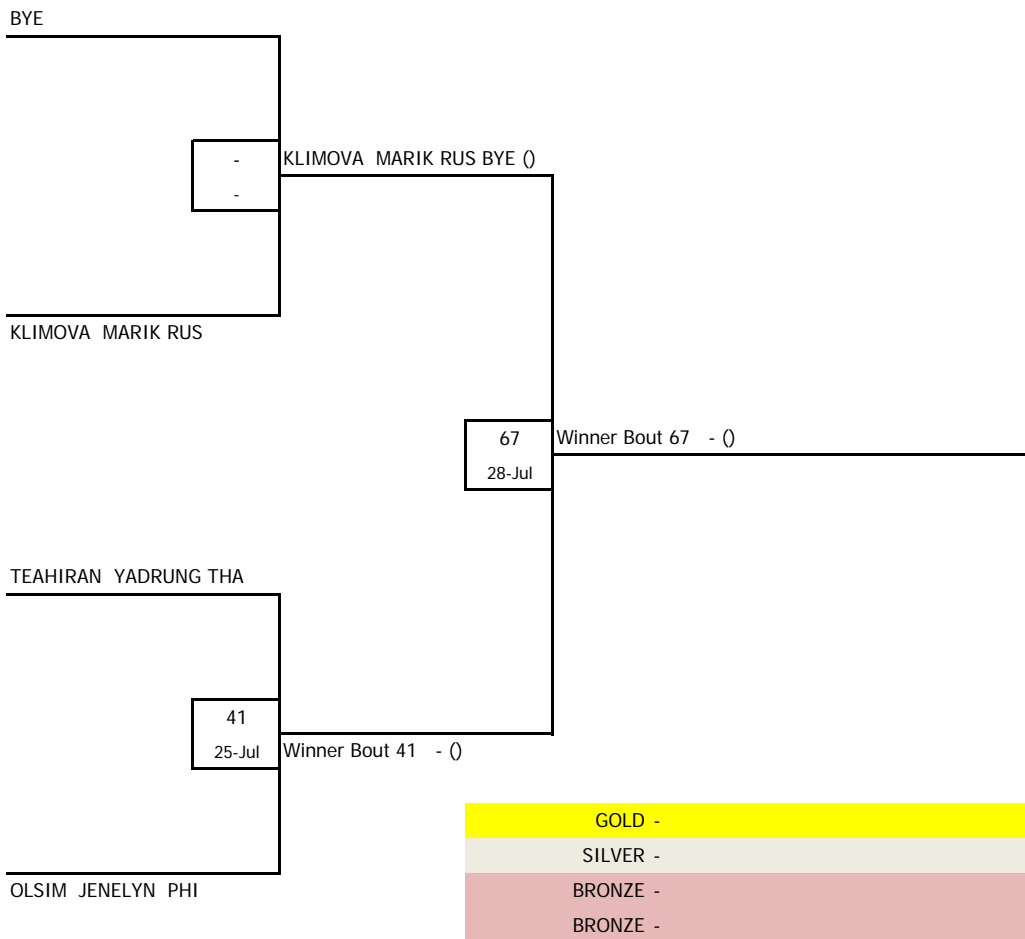 BYE
-
KLIMOVA MARIK RUS BYE ()
-
KLIMOVA MARIK RUS
67
Winner Bout 67 - ()
28-Jul
TEAHIRAN YADRUNG THA
41
25-Jul
Winner Bout 41 - ()
GOLD -
SILVER -
OLSIM JENELYN PHI
BRONZE -
BRONZE -